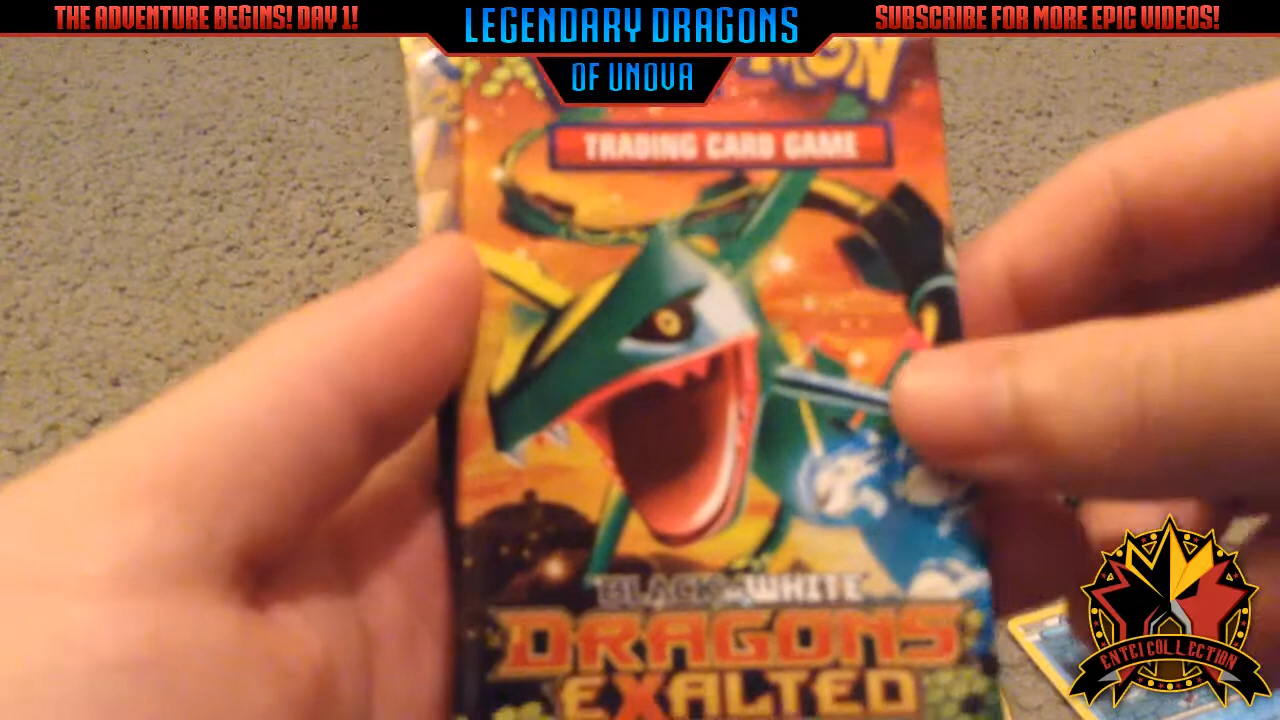 THE ADVENTURE BEGINS! DAY 1!
LEGENDARY DRAGONS
OF UNOVA
SUBSCRIBE FOR MORE EPIC VIDEOS!
TRADING CARD GAME
BLACK & WHITE
DRAGONS
EXALTED
ENTEI COLLECTION